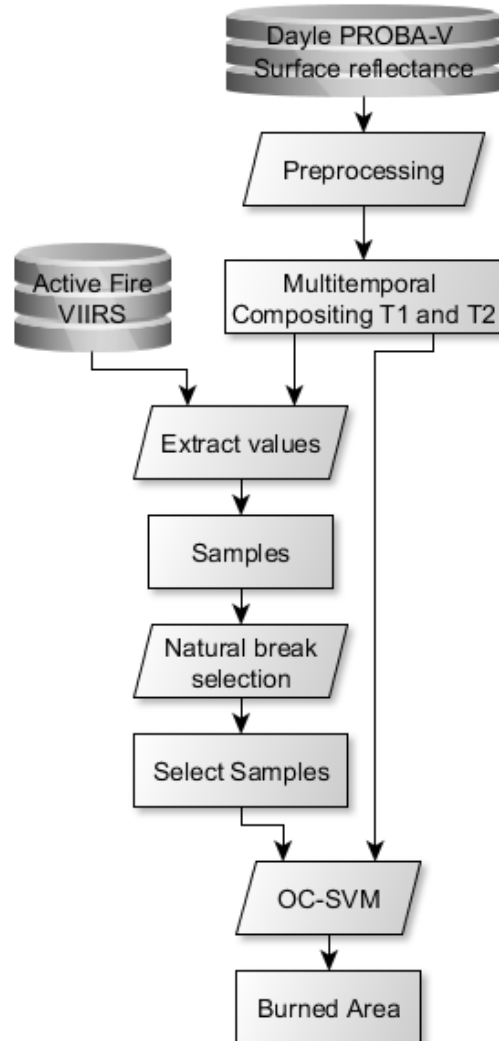 Dayle PROBA-V
Surface reflectance
Preprocessing
Active Fire
VIIRS
Multitemporal
Compositing T1 and T2
Extract values
Samples
Natural break
selection
Select Samples
OC-SVM
Burned Area